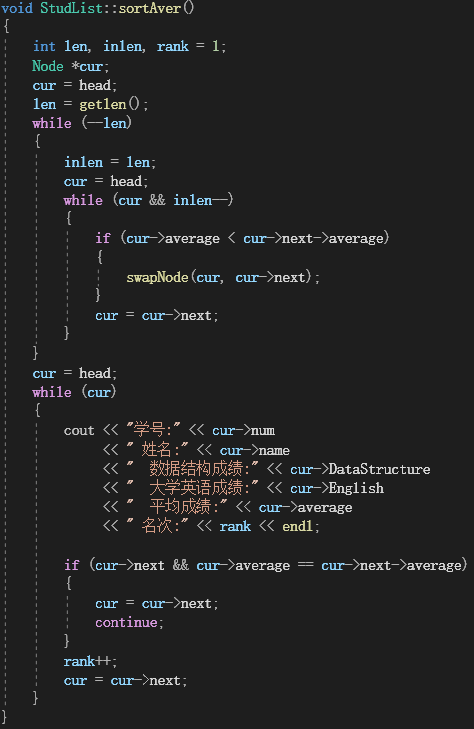 void StudList::sortAver()
{
    int len, inlen, rank = 1;
    Node *cur;
    cur = head;
    len = getlen();
    while (--len)
    {
        inlen = len;
        cur = head;
        while (cur && inlen--)
        {
            if (cur->average < cur->next->average)
            {
                swapNode(cur, cur->next);
            }
            cur = cur->next;
        }
    }
    cur = head;
    while (cur)
    {
        cout << "学号:" << cur->num
             << " 姓名:" << cur->name
             << "  数据结构成绩:" << cur->DataStructure
             << "  大学英语成绩:" << cur->English
             << "  平均成绩:" << cur->average
             << " 名次:" << rank << endl;

        if (cur->next && cur->average == cur->next->average)
        {
            cur = cur->next;
            continue;
        }
        rank++;
        cur = cur->next;
    }
}